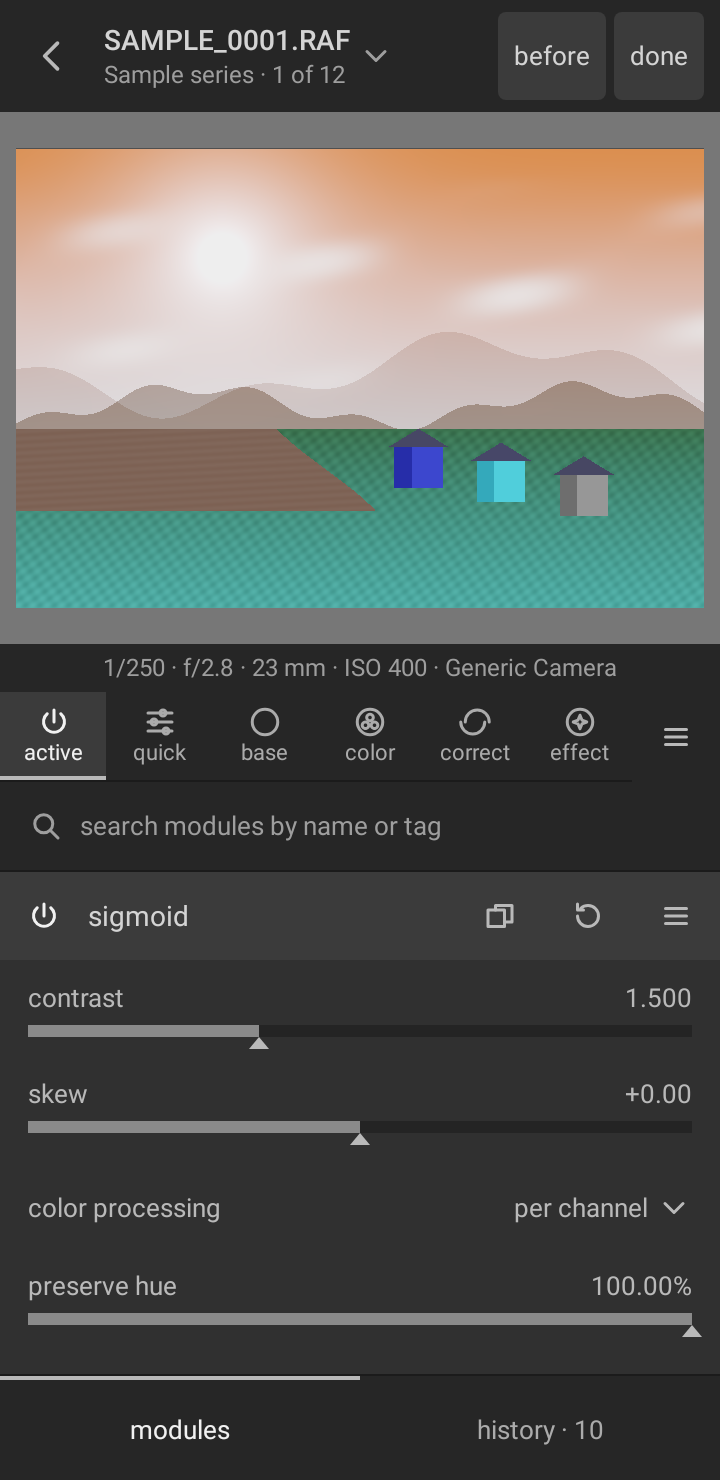 SAMPLE_0001.RAF
Sample series · 1 of 12
before
done
1/250 · f/2.8 · 23 mm · ISO 400 · Generic Camera
active
quick
base
color
correct
effect
search modules by name or tag
sigmoid
contrast 1.500
skew +0.00
color processing per channel
preserve hue 100.00%
modules
history · 10